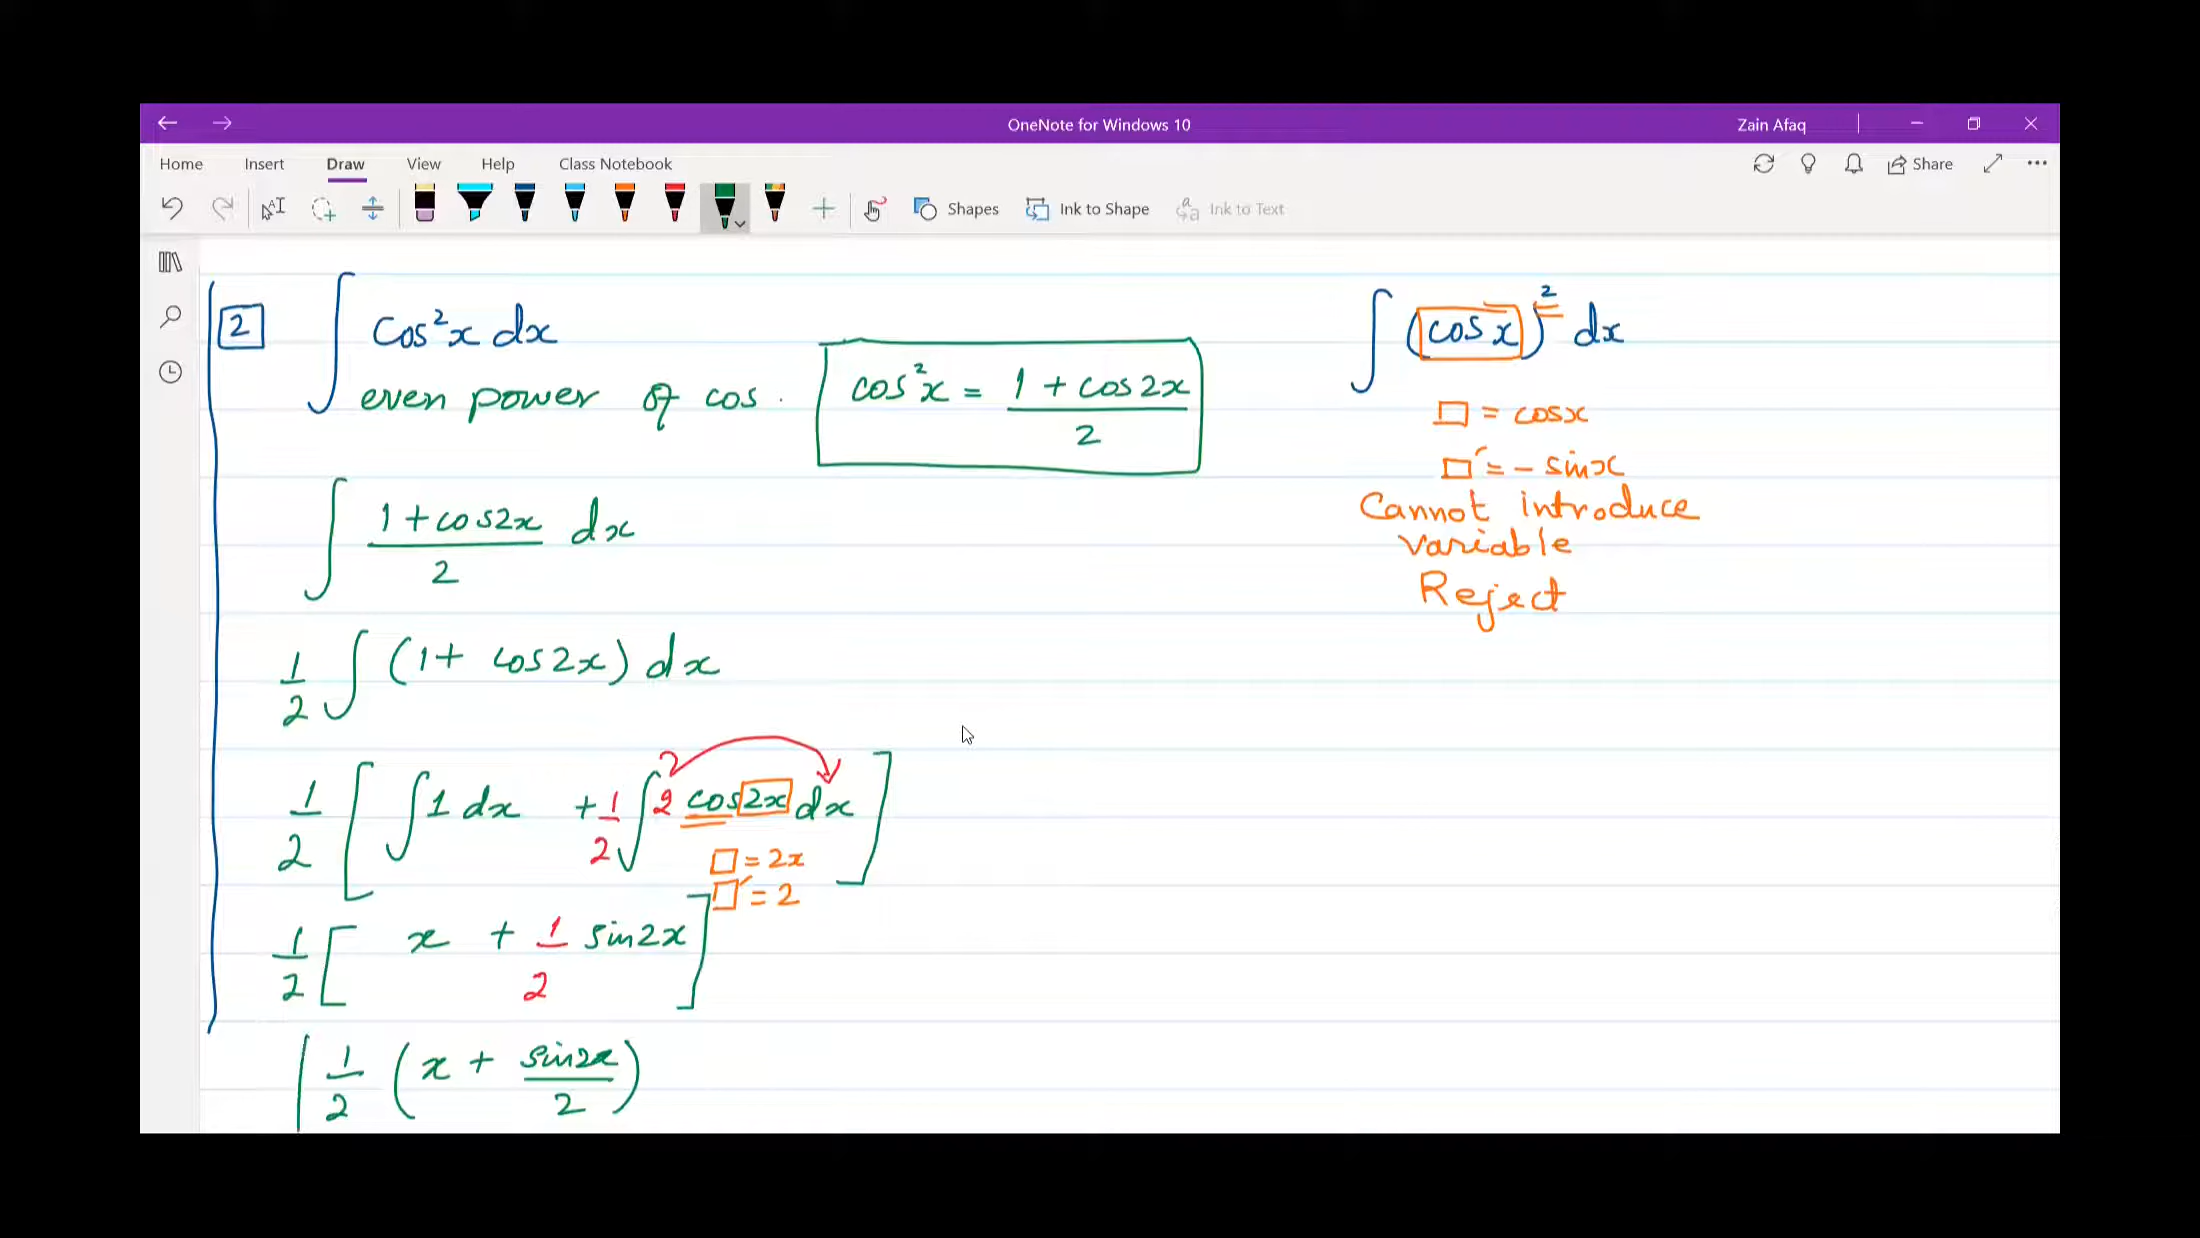 OneNote for Windows 10
Zain Afaq
Home Insert Draw View Help Class Notebook
Share
Shapes Ink to Shape Ink to Text
2 ∫ Cos²x dx
even power of cos.
cos²x = (1 + cos2x)/2
∫ (1+cos2x)/2 dx
1/2 ∫ (1+ cos2x) dx
1/2 [ ∫1 dx + 1/2 ∫ 2 cos2x dx ]
2
□ = 2x
□′ = 2
1/2 [ x + 1/2 sin2x ]
1/2 ( x + sin2x/2 )
∫ (cosx)² dx
□ = cosx
□′ = - sinx
Cannot introduce
variable
Reject